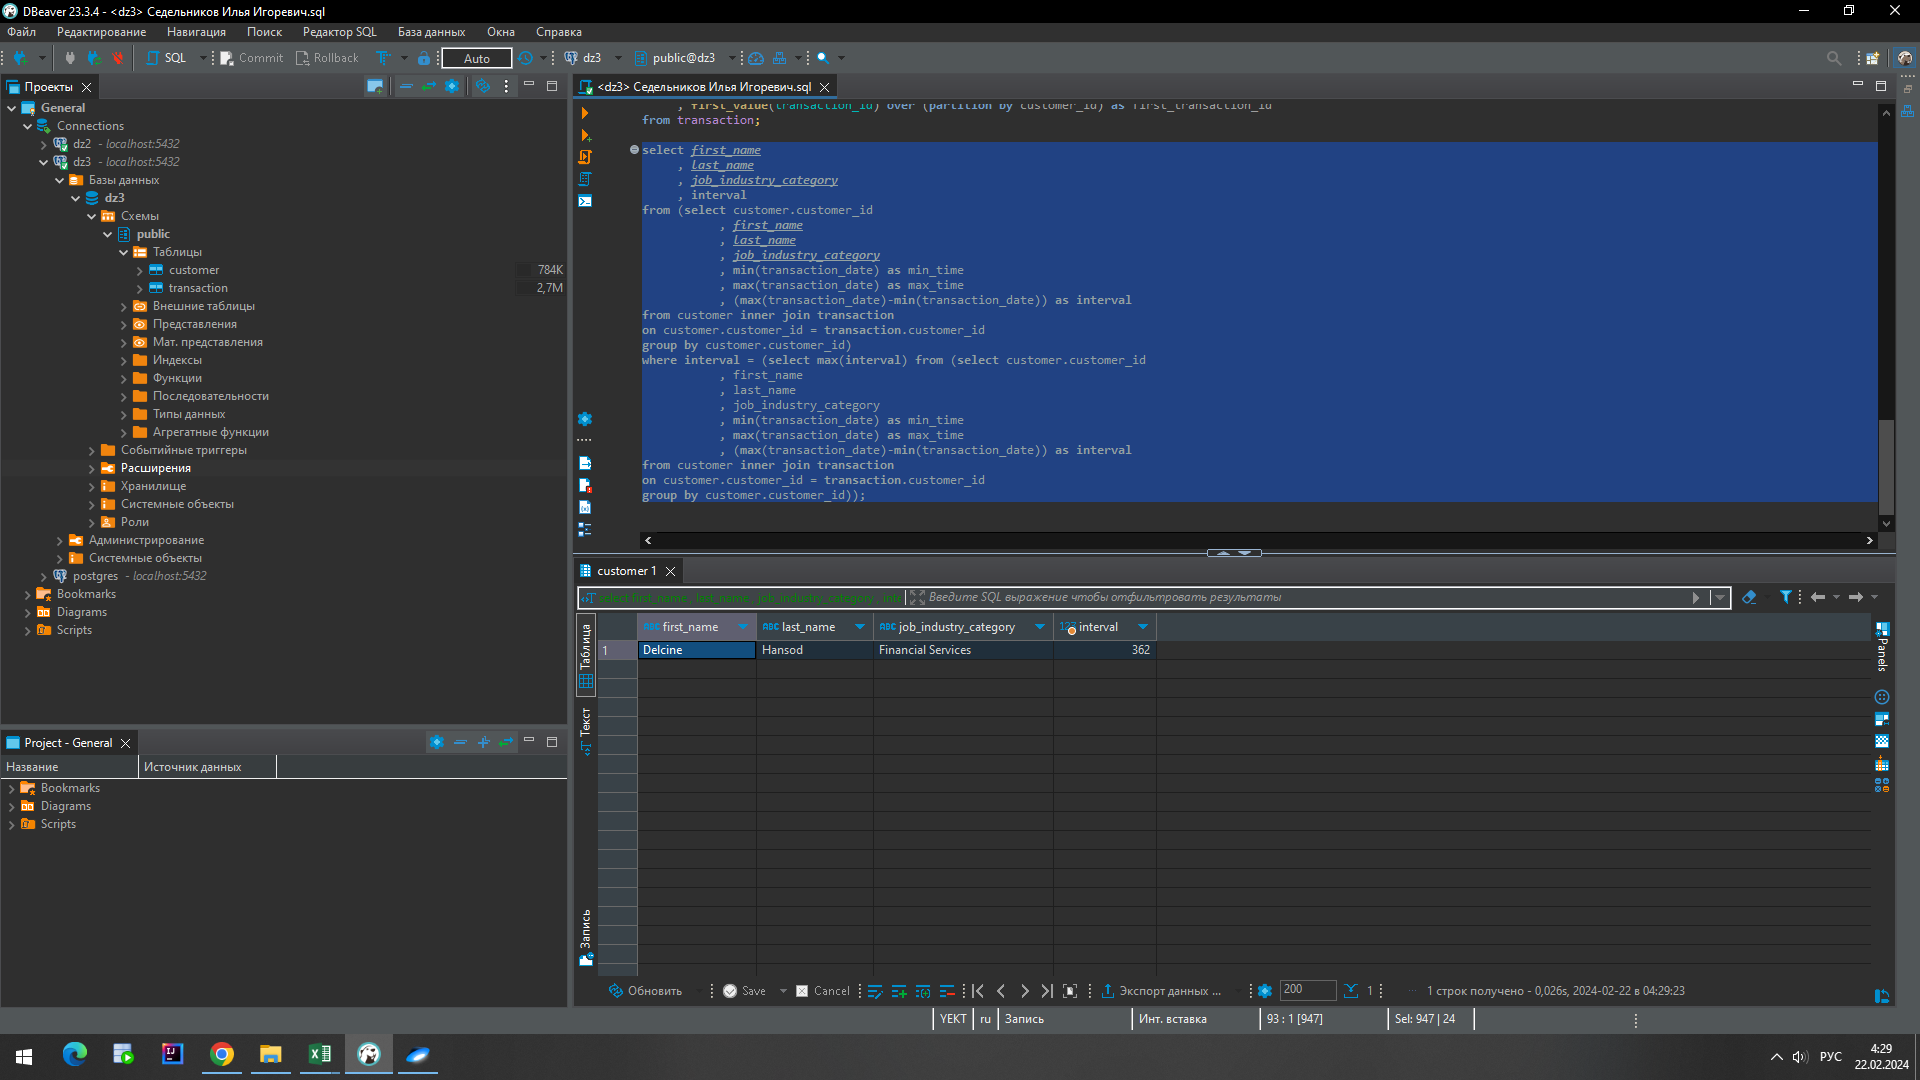 DBeaver 23.3.4 - <dz3> Седельников Илья Игоревич.sql
Файл Редактирование Навигация Поиск Редактор SQL База данных Окна Справка
SQL Commit Rollback Auto dz3 public@dz3
Проекты
General
Connections
dz2 - localhost:5432
dz3 - localhost:5432
Базы данных
dz3
Схемы
public
Таблицы
customer 784K
transaction 2,7M
Внешние таблицы
Представления
Мат. представления
Индексы
Функции
Последовательности
Типы данных
Агрегатные функции
Событийные триггеры
Расширения
Хранилище
Системные объекты
Роли
Администрирование
Системные объекты
postgres - localhost:5432
Bookmarks
Diagrams
Scripts
Project - General
Название Источник данных
Bookmarks
Diagrams
Scripts
<dz3> Седельников Илья Игоревич.sql
, first_value(transaction_id) over (partition by customer_id) as first_transaction_id
from transaction;
select first_name
, last_name
, job_industry_category
, interval
from (select customer.customer_id
, first_name
, last_name
, job_industry_category
, min(transaction_date) as min_time
, max(transaction_date) as max_time
, (max(transaction_date)-min(transaction_date)) as interval
from customer inner join transaction
on customer.customer_id = transaction.customer_id
group by customer.customer_id)
where interval = (select max(interval) from (select customer.customer_id
, first_name
, last_name
, job_industry_category
, min(transaction_date) as min_time
, max(transaction_date) as max_time
, (max(transaction_date)-min(transaction_date)) as interval
from customer inner join transaction
on customer.customer_id = transaction.customer_id
group by customer.customer_id));
customer 1
select first_name , last_name , job_industry_category , inte Введите SQL выражение чтобы отфильтровать результаты
Таблица
Текст
Запись
Panels
first_name last_name job_industry_category interval
1 Delcine Hansod Financial Services 362
Обновить Save Cancel Экспорт данных ... 200 1 1 строк получено - 0,026s, 2024-02-22 в 04:29:23
YEKT ru Запись Инт. вставка 93 : 1 [947] Sel: 947 | 24
РУС
4:29
22.02.2024